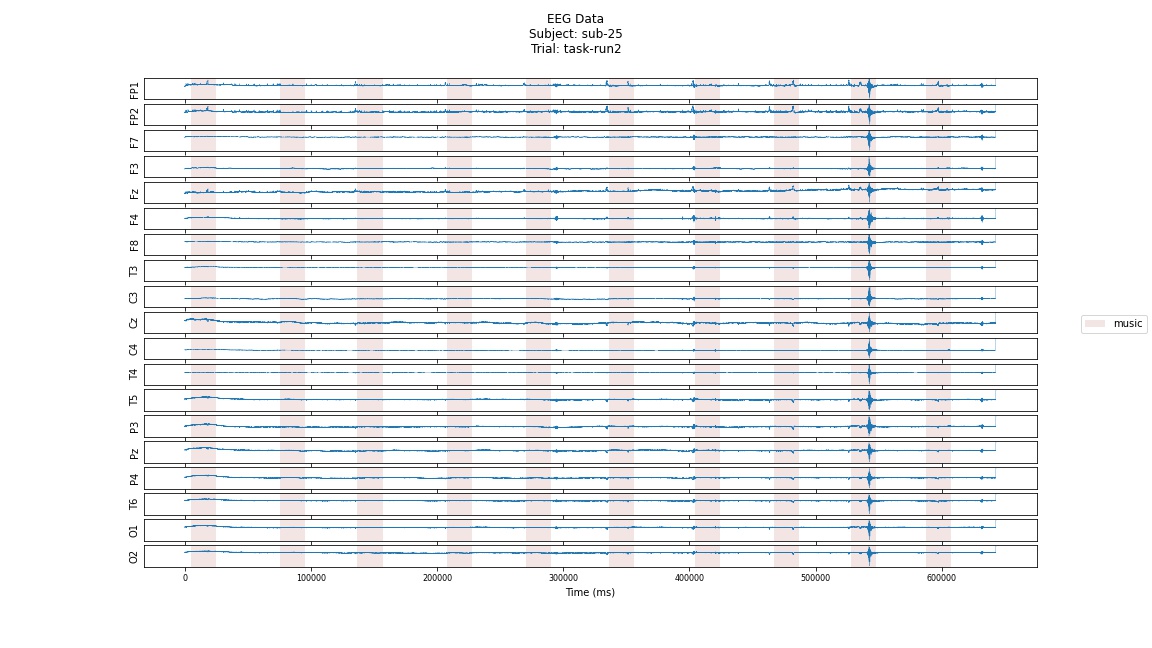 EEG Data
Subject: sub-25
Trial: task-run2
FP1
FP2
F7
F3
Fz
F4
F8
T3
C3
Cz
C4
T4
T5
P3
Pz
P4
T6
O1
O2
music
0 100000 200000 300000 400000 500000 600000
Time (ms)